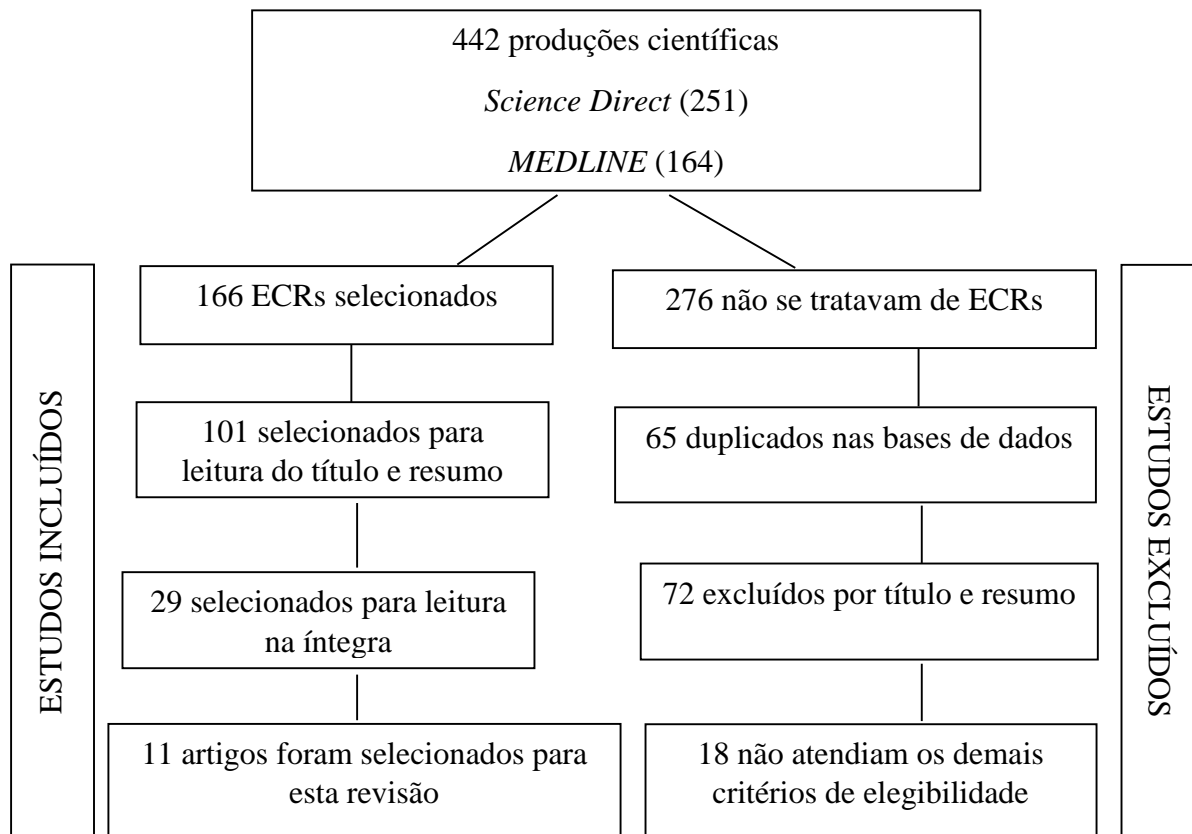 442 produções científicas
Science Direct (251)
MEDLINE (164)
ESTUDOS INCLUÍDOS
166 ECRs selecionados
276 não se tratavam de ECRs
ESTUDOS EXCLUÍDOS
101 selecionados para
leitura do título e resumo
65 duplicados nas bases de dados
29 selecionados para leitura
na íntegra
72 excluídos por título e resumo
11 artigos foram selecionados para
esta revisão
18 não atendiam os demais
critérios de elegibilidade